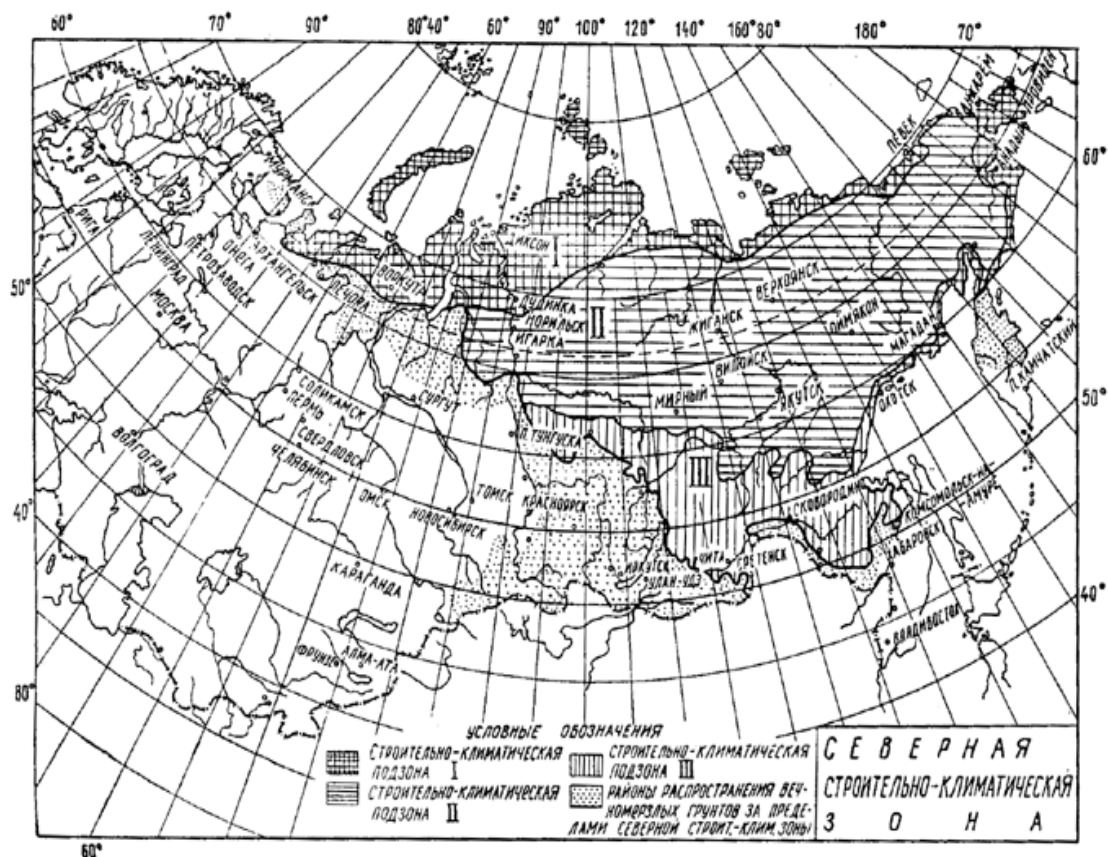 60° 70° 90° 80° 40° 60° 80° 90° 100° 120° 140° 160° 80° 180° 70°
60°
50°
50°
40°
40°
80°
60°
ПЕВЕК
МУРМАНСК
РИГА
ЛЕНИНГРАД
ПЕТРОЗАВОДСК
ОНЕГА
АРХАНГЕЛЬСК
МОСКВА
ПЕЧОРА
ВОРКУТА
ДИКСОН
I
ДУДИНКА
НОРИЛЬСК
ИГАРКА
II
ЖИГАНСК
ВЕРХОЯНСК
ОЙМЯКОН
МАГАДАН
ВИЛЮЙСК
МИРНЫЙ
ЯКУТСК
ОХОТСК
П. КАМЧАТСКИЙ
СОЛИКАМСК
ПЕРМЬ
СВЕРДЛОВСК
ЧЕЛЯБИНСК
ВОЛГОГРАД
СУРГУТ
П. ТУНГУСКА
III
ОМСК
ТОМСК
КРАСНОЯРСК
НОВОСИБИРСК
СКОВОРОДИНО
КОМСОМОЛЬСК-НА-
АМУРЕ
ХАБАРОВСК
ИРКУТСК
УЛАН-УДЭ
ЧИТА
СРЕТЕНСК
КАРАГАНДА
ФРУНЗЕ
АЛМА-АТА
ВЛАДИВОСТОК
УСЛОВНЫЕ ОБОЗНАЧЕНИЯ
СТРОИТЕЛЬНО-КЛИМАТИЧЕСКАЯ
ПОДЗОНА I
СТРОИТЕЛЬНО-КЛИМАТИЧЕСКАЯ
ПОДЗОНА II
СТРОИТЕЛЬНО-КЛИМАТИЧЕСКАЯ
ПОДЗОНА III
РАЙОНЫ РАСПРОСТРАНЕНИЯ ВЕЧ-
НОМЕРЗЛЫХ ГРУНТОВ ЗА ПРЕДЕ-
ЛАМИ СЕВЕРНОЙ СТРОИТ.-КЛИМ. ЗОНЫ
СЕВЕРНАЯ
СТРОИТЕЛЬНО-КЛИМАТИЧЕСКАЯ
ЗОНА